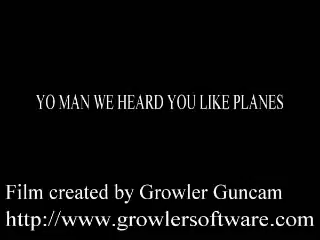 YO MAN WE HEARD YOU LIKE PLANES
Film created by Growler Guncam
http://www.growlersoftware.com